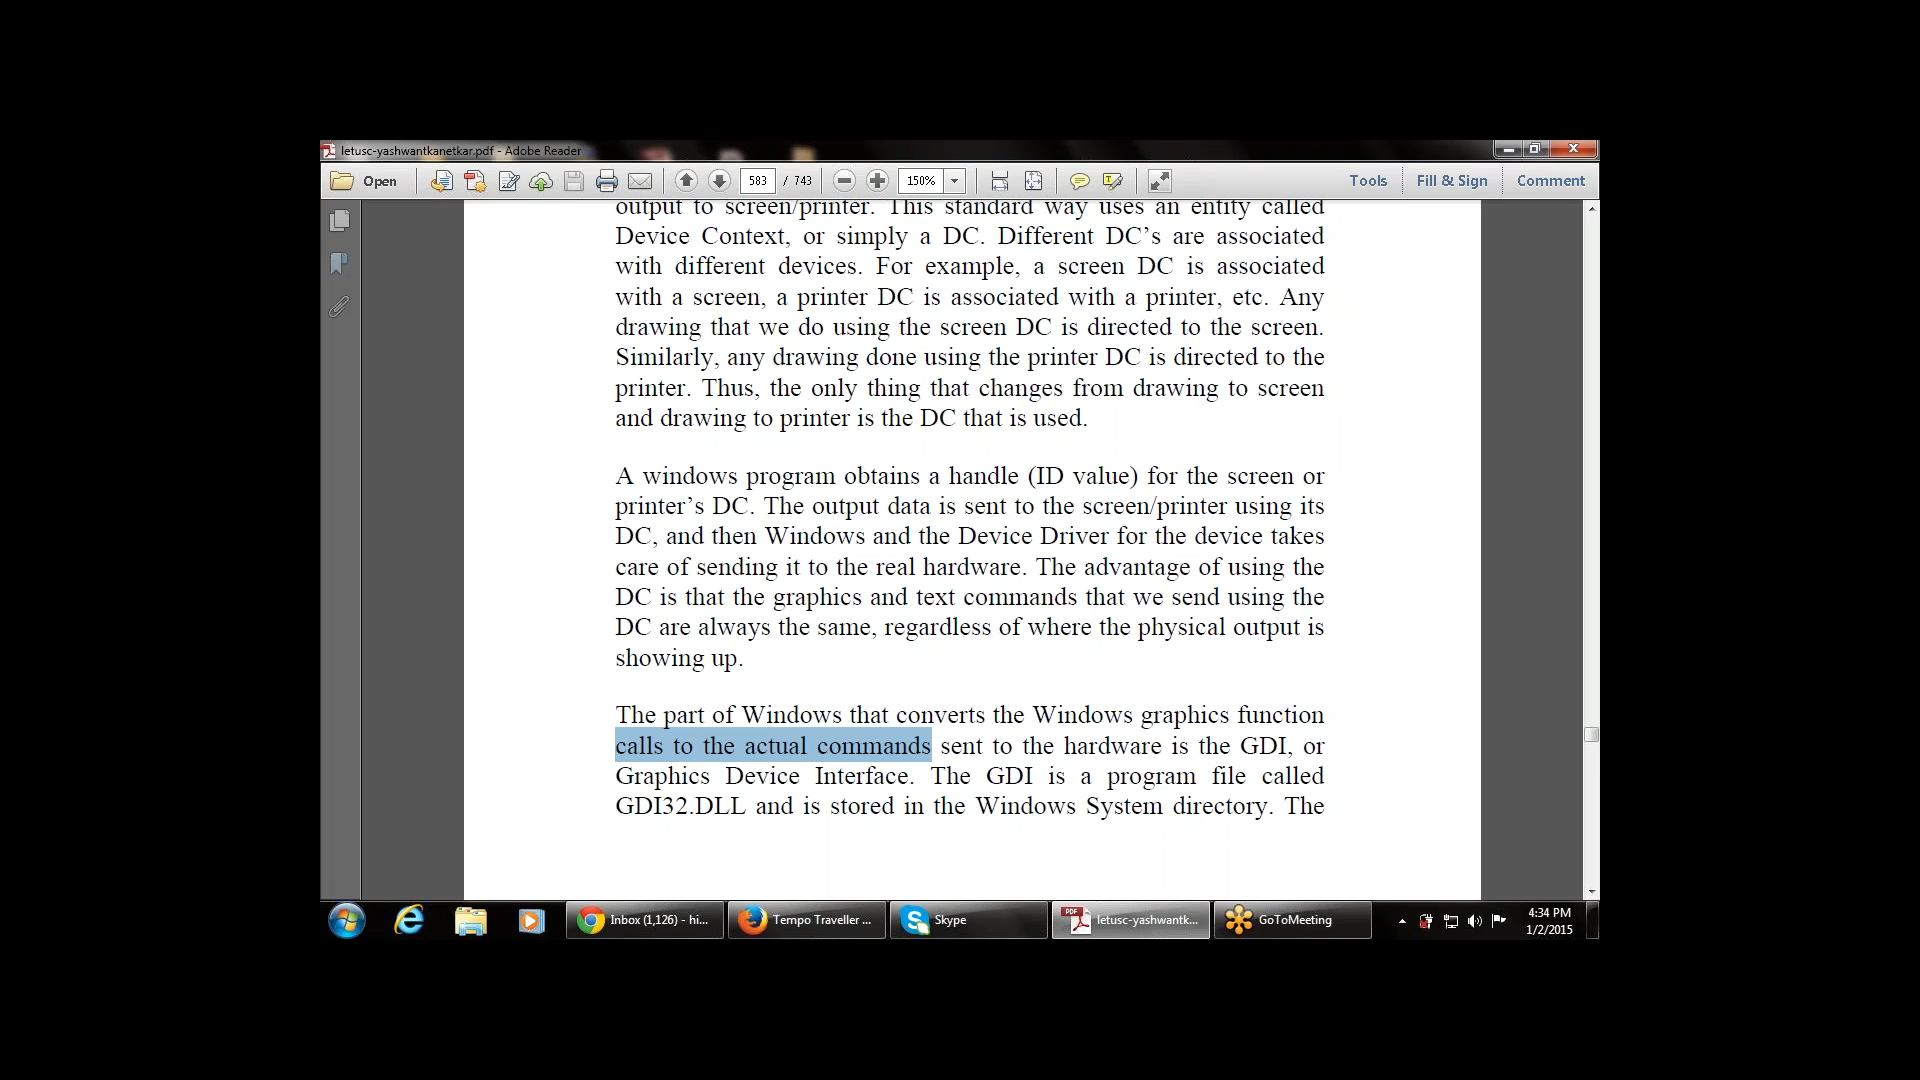 letusc-yashwantkanetkar.pdf - Adobe Reader
Open
583 / 743
150%
Tools
Fill & Sign
Comment
output to screen/printer. This standard way uses an entity called
Device Context, or simply a DC. Different DC’s are associated
with different devices. For example, a screen DC is associated
with a screen, a printer DC is associated with a printer, etc. Any
drawing that we do using the screen DC is directed to the screen.
Similarly, any drawing done using the printer DC is directed to the
printer. Thus, the only thing that changes from drawing to screen
and drawing to printer is the DC that is used.
A windows program obtains a handle (ID value) for the screen or
printer’s DC. The output data is sent to the screen/printer using its
DC, and then Windows and the Device Driver for the device takes
care of sending it to the real hardware. The advantage of using the
DC is that the graphics and text commands that we send using the
DC are always the same, regardless of where the physical output is
showing up.
The part of Windows that converts the Windows graphics function
calls to the actual commands sent to the hardware is the GDI, or
Graphics Device Interface. The GDI is a program file called
GDI32.DLL and is stored in the Windows System directory. The
Inbox (1,126) - hi...
Tempo Traveller ...
Skype
PDF
letusc-yashwantk...
GoToMeeting
4:34 PM
1/2/2015